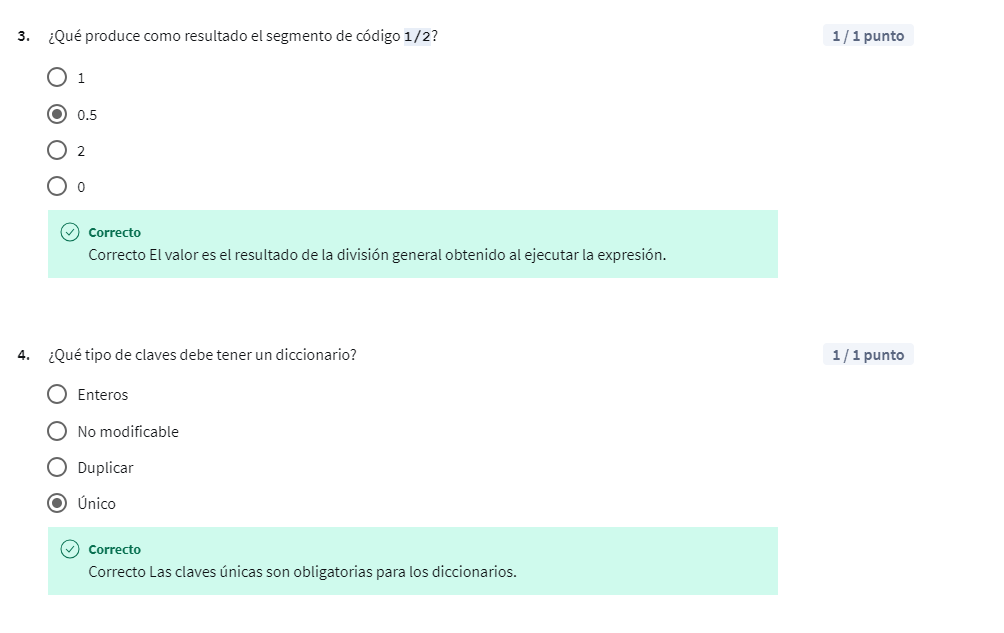 3. ¿Qué produce como resultado el segmento de código 1/2? 1 / 1 punto
1
0.5
2
0
Correcto
Correcto El valor es el resultado de la división general obtenido al ejecutar la expresión.
4. ¿Qué tipo de claves debe tener un diccionario? 1 / 1 punto
Enteros
No modificable
Duplicar
Único
Correcto
Correcto Las claves únicas son obligatorias para los diccionarios.